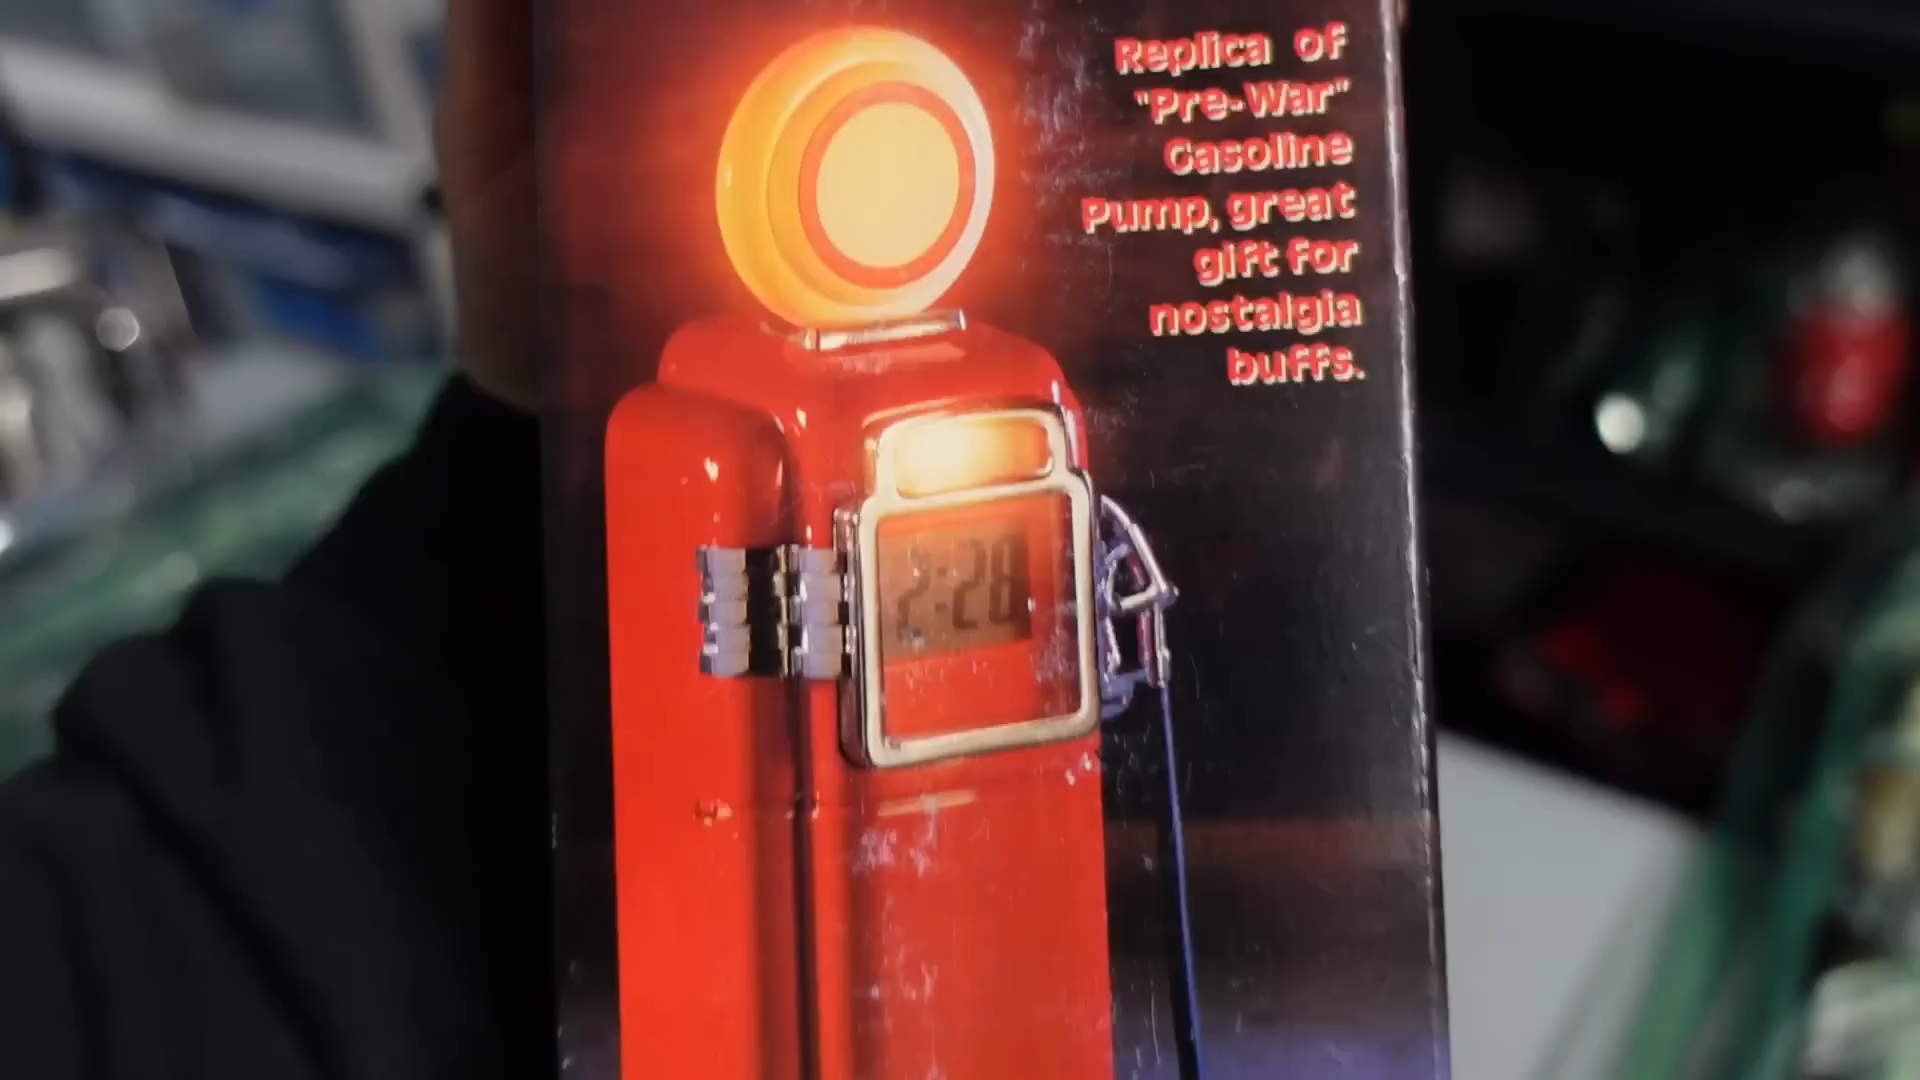 Replica of
"Pre-War"
Gasoline
Pump, great
gift for
nostalgia
buffs.
2:28